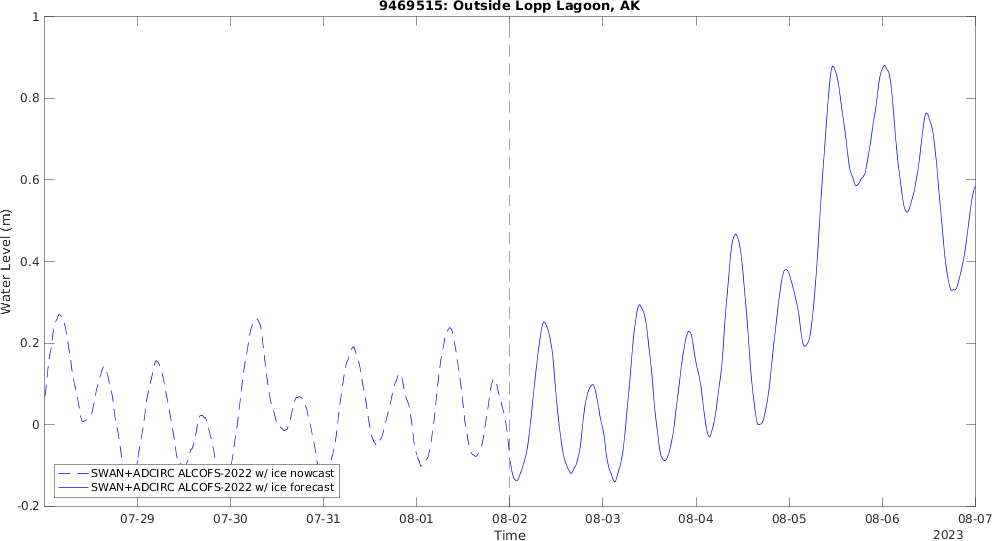 9469515: Outside Lopp Lagoon, AK
1
0.8
0.6
0.4
0.2
0
-0.2
Water Level (m)
SWAN+ADCIRC ALCOFS-2022 w/ ice nowcast
SWAN+ADCIRC ALCOFS-2022 w/ ice forecast
07-29 07-30 07-31 08-01 08-02 08-03 08-04 08-05 08-06 08-07
Time
2023